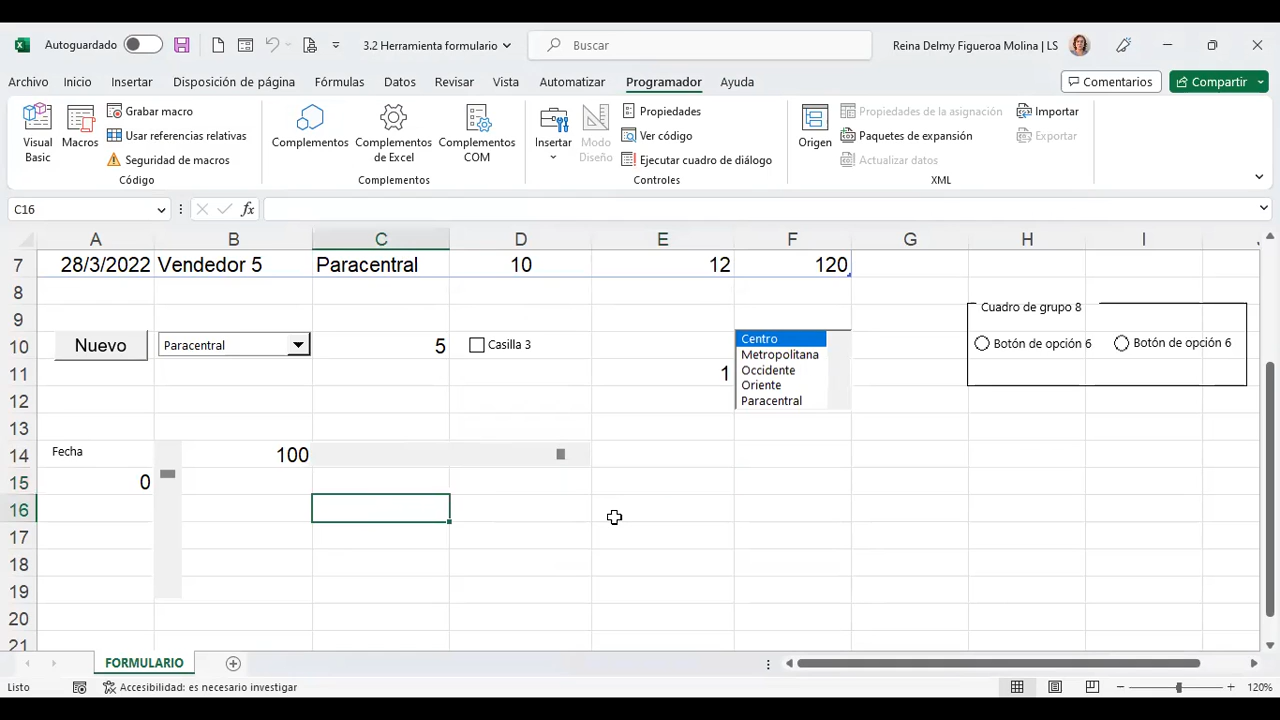 Autoguardado 3.2 Herramienta formulario Buscar Reina Delmy Figueroa Molina | LS
Archivo Inicio Insertar Disposición de página Fórmulas Datos Revisar Vista Automatizar Programador Ayuda Comentarios Compartir
Visual Basic
Macros
Grabar macro
Usar referencias relativas
Seguridad de macros
Código
Complementos
Complementos de Excel
Complementos COM
Complementos
Insertar
Modo Diseño
Propiedades
Ver código
Ejecutar cuadro de diálogo
Controles
Origen
Propiedades de la asignación
Paquetes de expansión
Actualizar datos
Importar
Exportar
XML
C16 fx
A B C D E F G H I
7 28/3/2022 Vendedor 5 Paracentral 10 12 120
8
9 Cuadro de grupo 8
10 Nuevo Paracentral 5 Casilla 3 Centro Botón de opción 6 Botón de opción 6
Metropolitana
11 1 Occidente
Oriente
12 Paracentral
13
14 Fecha 100
15 0
16
17
18
19
20
21
FORMULARIO
Listo Accesibilidad: es necesario investigar 120%